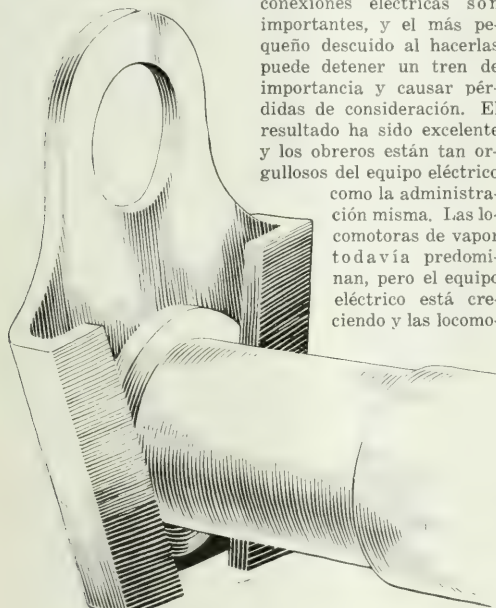 conexiones eléctricas son
importantes, y el más pe-
queño descuido al hacerlas
puede detener un tren de
importancia y causar pér-
didas de consideración. El
resultado ha sido excelente
y los obreros están tan or-
gullosos del equipo eléctrico
como la administra-
ción misma. Las lo-
comotoras de vapor
todavía predomi-
nan, pero el equipo
eléctrico está cre-
ciendo y las locomo-